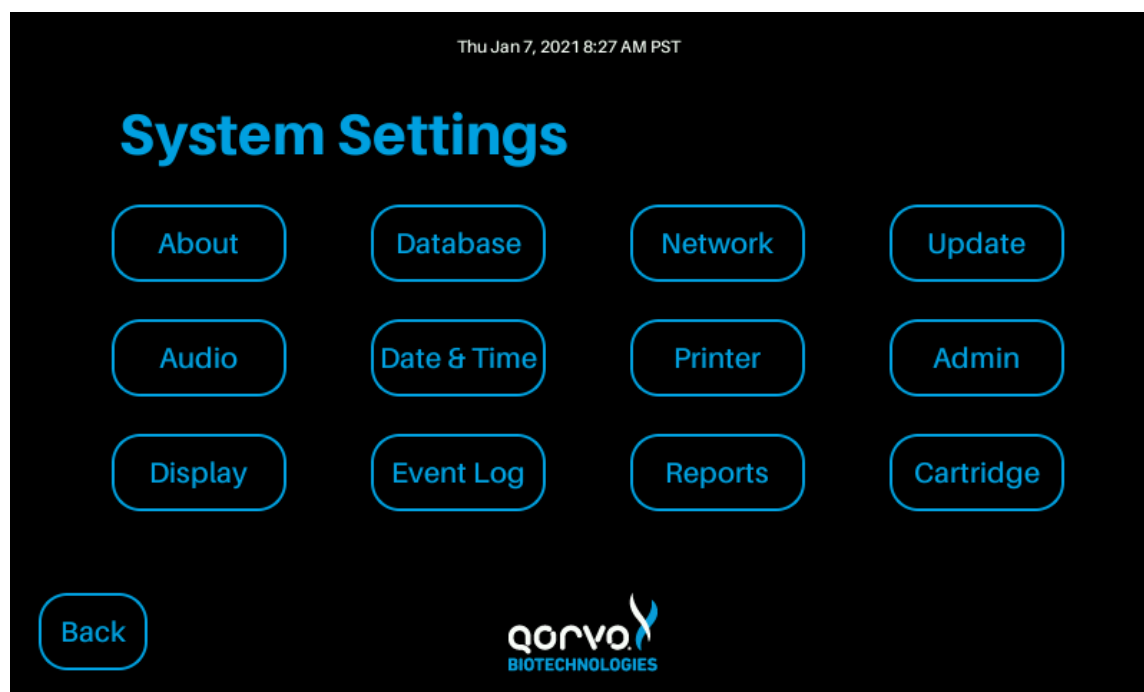 Thu Jan 7, 2021 8:27 AM PST
System Settings
About Database Network Update
Audio Date & Time Printer Admin
Display Event Log Reports Cartridge
Back
QORVO.
BIOTECHNOLOGIES